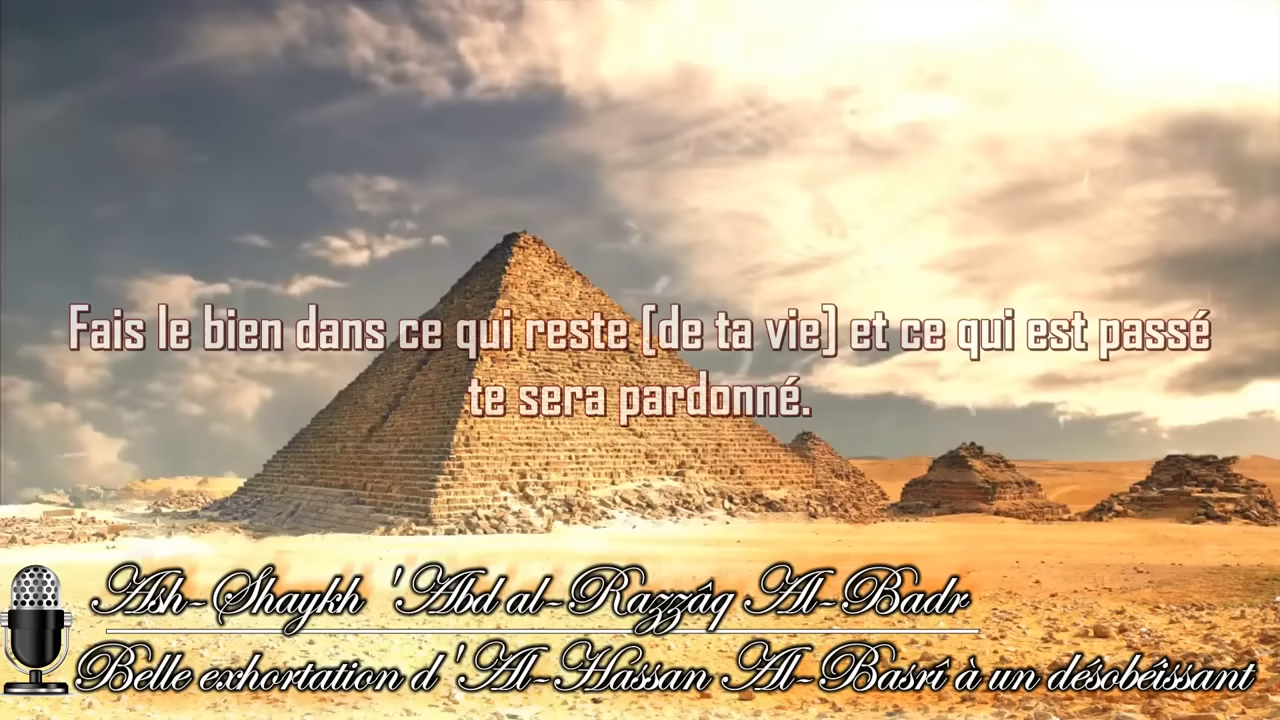 Fais le bien dans ce qui reste (de ta vie) et ce qui est passé
te sera pardonné.
Ash-Shaykh 'Abd al-Razzâq Al-Badr
Belle exhortation d'Al-Hassan Al-Basrî à un désobéissant